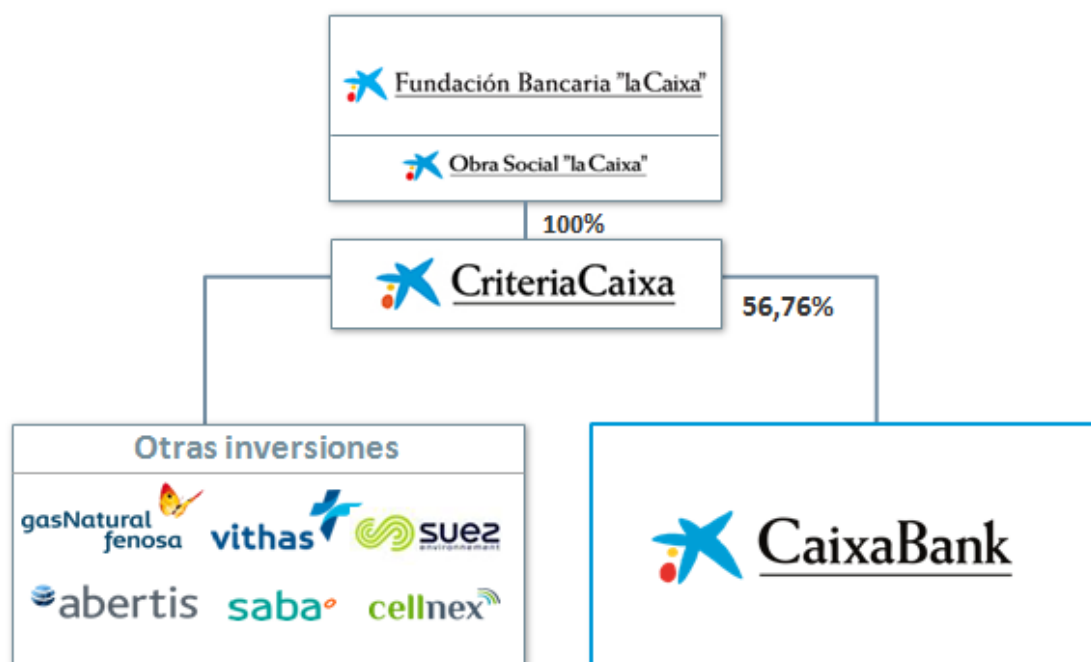 Fundación Bancaria "la Caixa"
Obra Social "la Caixa"
100%
CriteriaCaixa
56,76%
Otras inversiones
gasNatural
fenosa
vithas
suez
environnement
abertis
saba
cellnex
CaixaBank